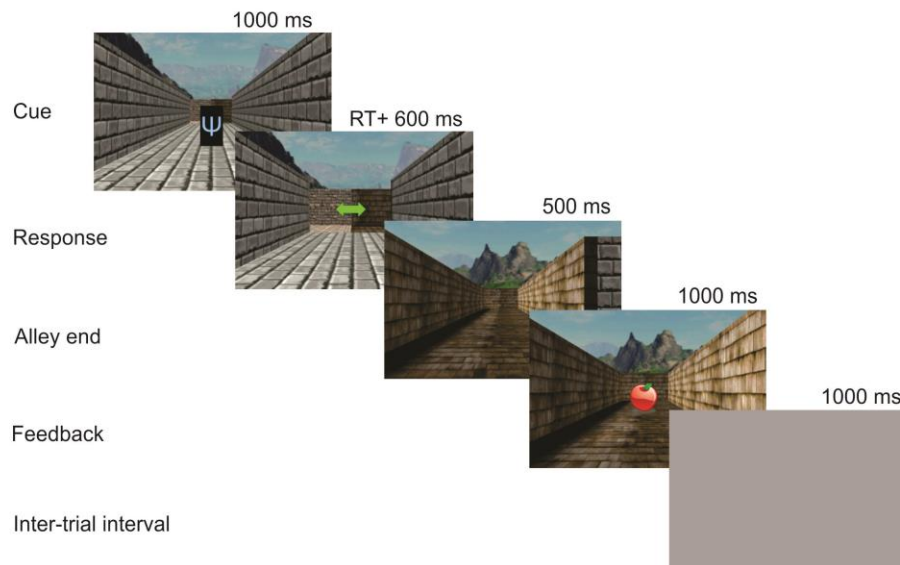 1000 ms
Cue
Ψ
RT+ 600 ms
Response
500 ms
Alley end
1000 ms
Feedback
1000 ms
Inter-trial interval